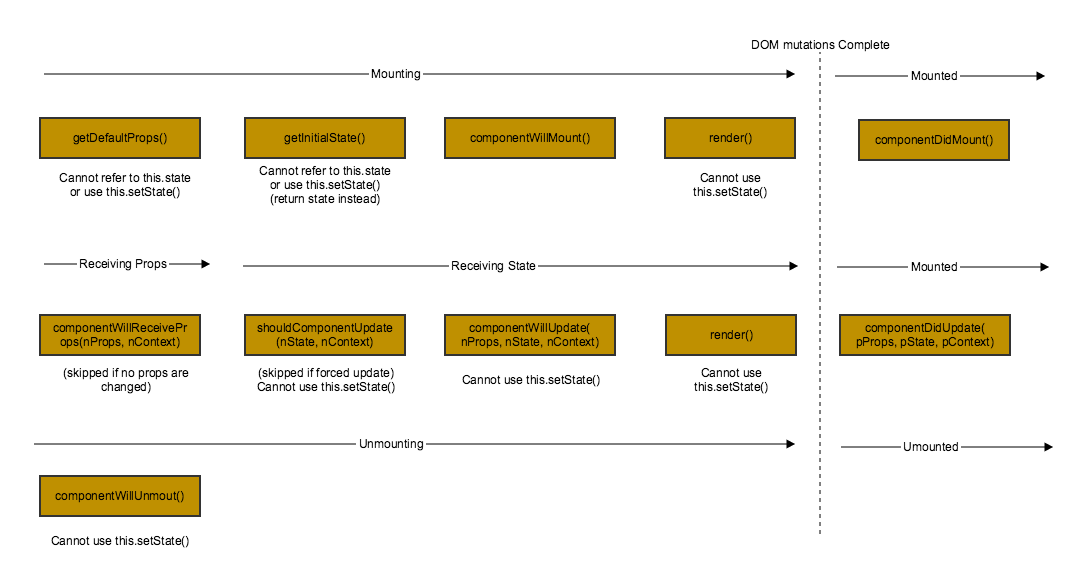 DOM mutations Complete
Mounting
Mounted
getDefaultProps()
getInitialState()
componentWillMount()
render()
componentDidMount()
Cannot refer to this.state
or use this.setState()
Cannot refer to this.state
or use this.setState()
(return state instead)
Cannot use
this.setState()
Receiving Props
Receiving State
Mounted
componentWillReceivePr
ops(nProps, nContext)
shouldComponentUpdate
(nState, nContext)
componentWillUpdate(
nProps, nState, nContext)
render()
componentDidUpdate(
pProps, pState, pContext)
(skipped if no props are
changed)
(skipped if forced update)
Cannot use this.setState()
Cannot use this.setState()
Cannot use
this.setState()
Unmounting
Umounted
componentWillUnmout()
Cannot use this.setState()